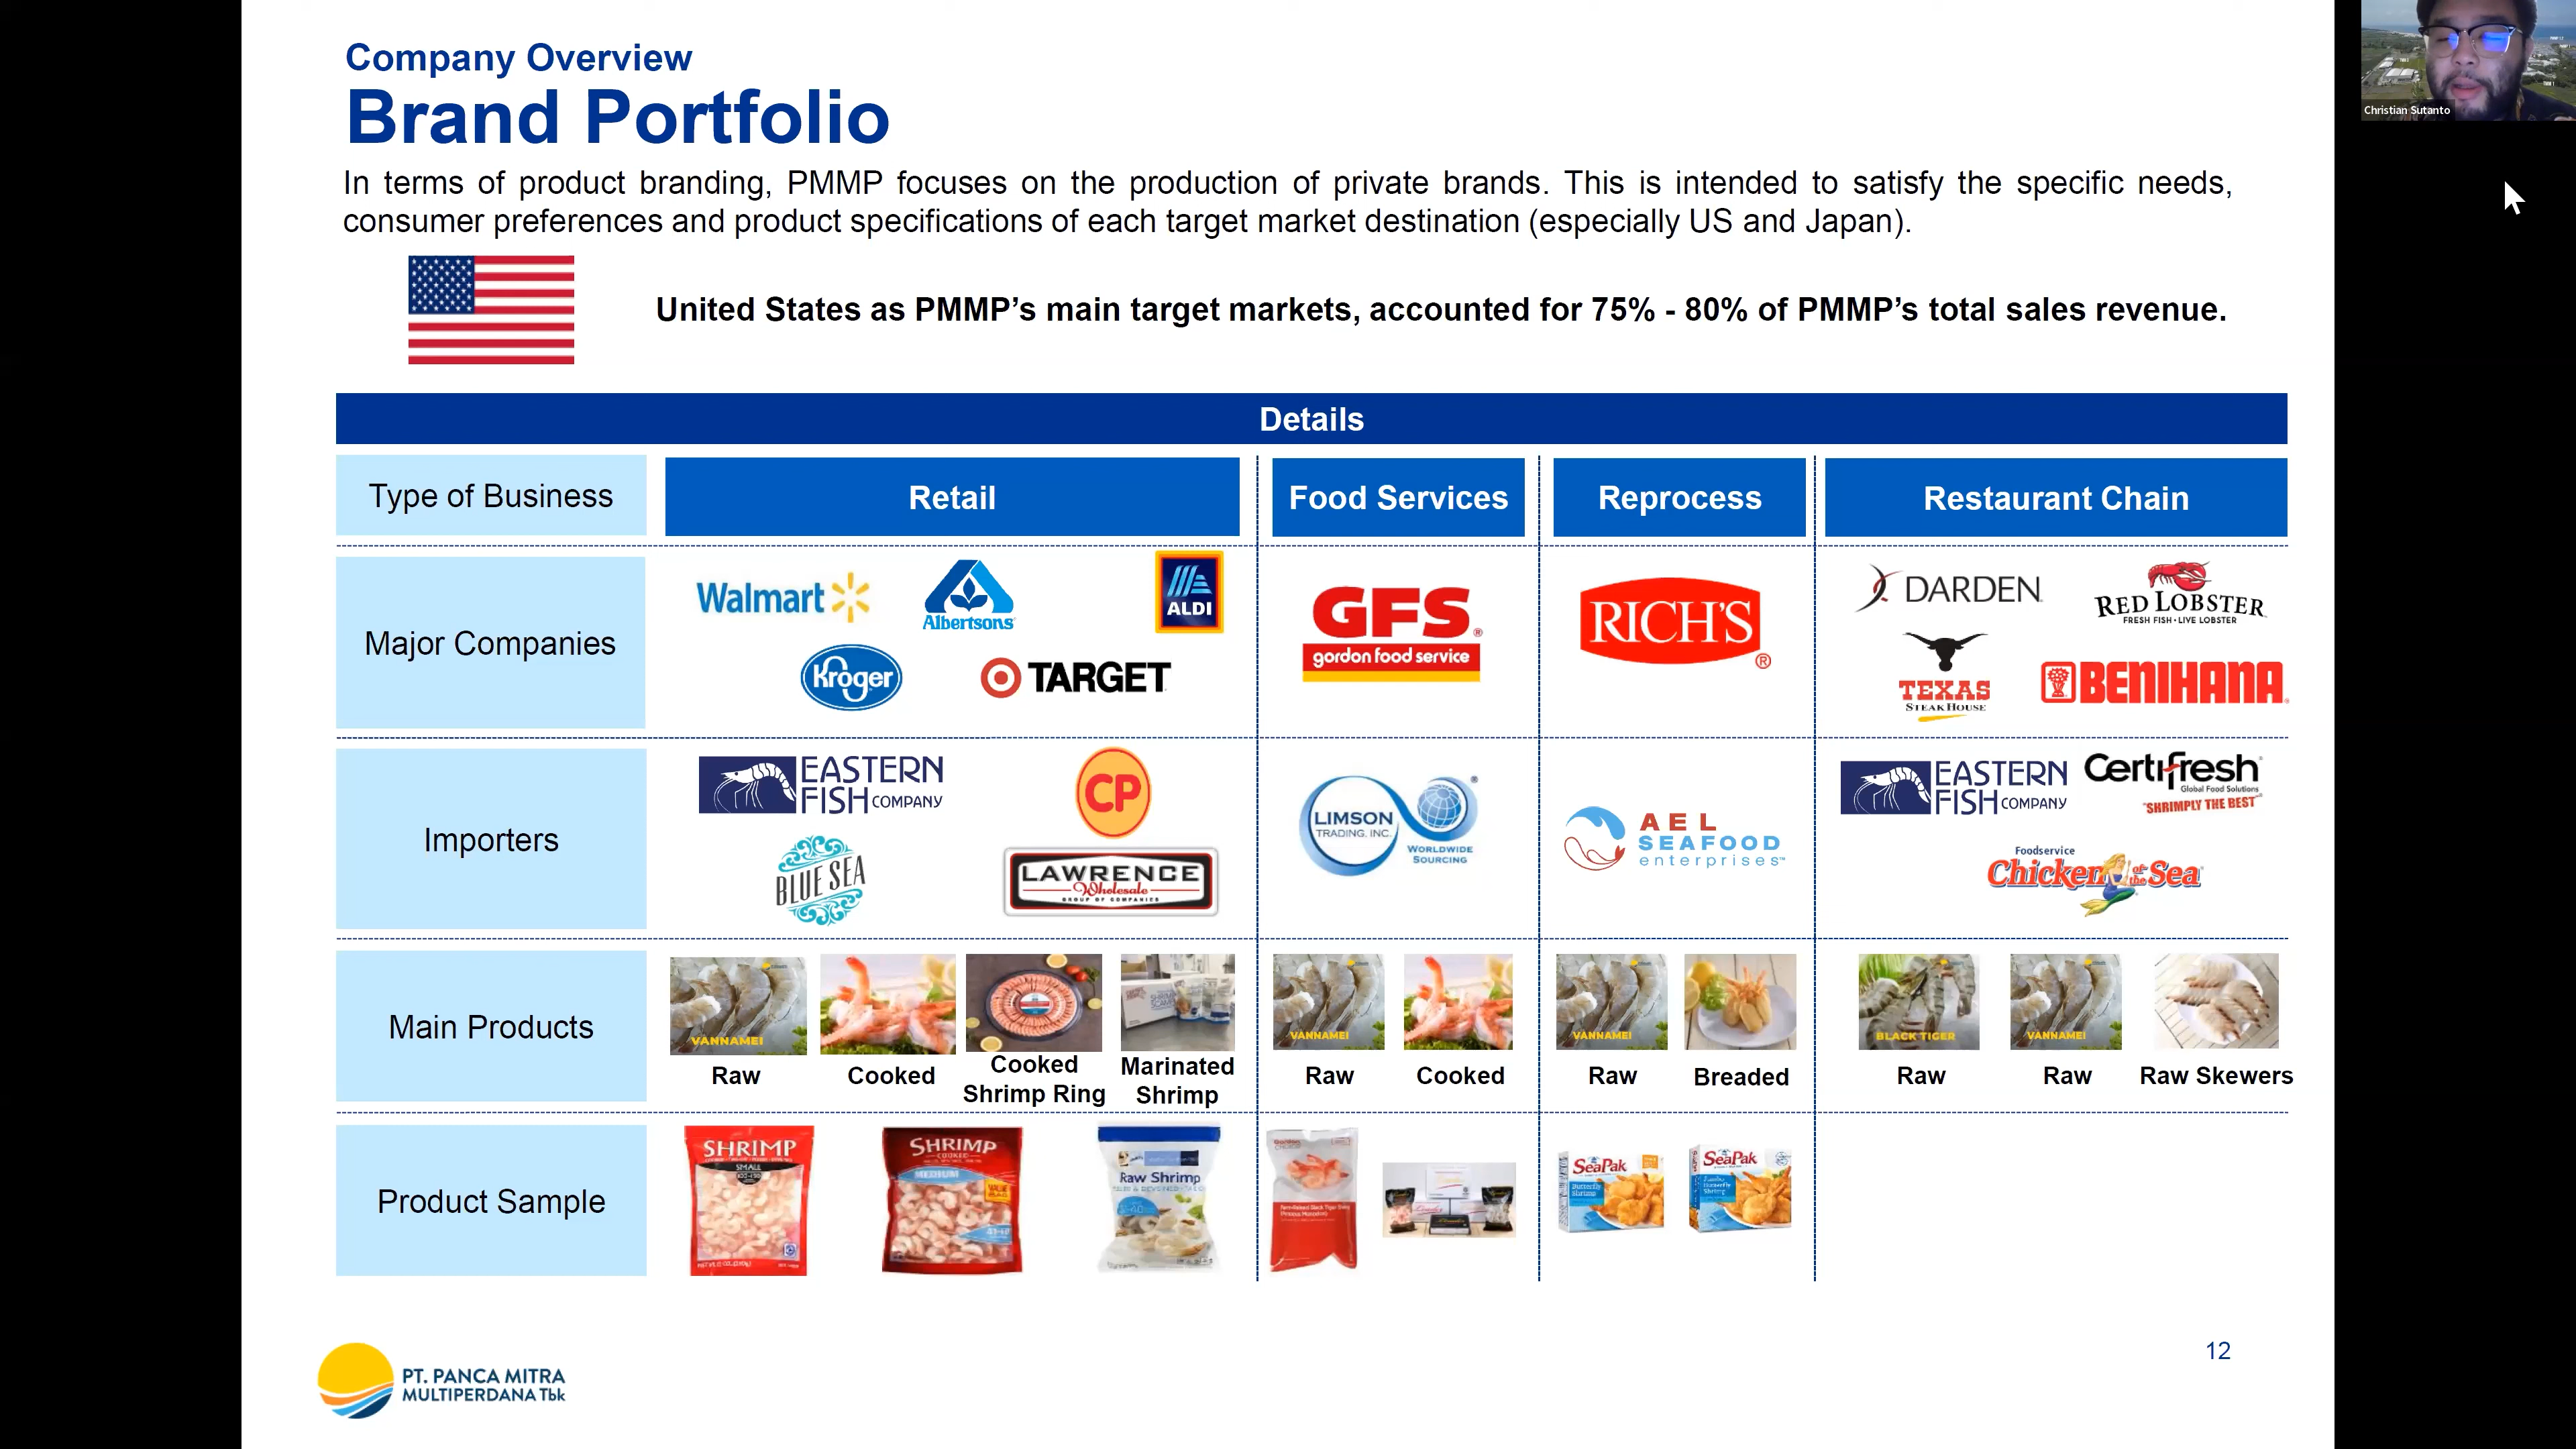 Company Overview
Brand Portfolio
In terms of product branding, PMMP focuses on the production of private brands. This is intended to satisfy the specific needs,
consumer preferences and product specifications of each target market destination (especially US and Japan).
United States as PMMP’s main target markets, accounted for 75% - 80% of PMMP’s total sales revenue.
Christian Sutanto
Details
Type of Business
Retail
Food Services
Reprocess
Restaurant Chain
Major Companies
Walmart
Albertsons
ALDI
Kroger
TARGET
GFS®
gordon food service
RICH'S®
DARDEN
RED LOBSTER
FRESH FISH • LIVE LOBSTER
TEXAS
STEAK HOUSE
BENIHANA
Importers
EASTERN
FISH COMPANY
CP
BLUE SEA
LAWRENCE
Wholesale
GROUP OF COMPANIES
LIMSON
TRADING, INC.
®
WORLDWIDE
SOURCING
AEL
SEAFOOD
enterprises™
EASTERN
FISH COMPANY
Certifresh
Global Food Solutions
"SHRIMPLY THE BEST"
Foodservice
Chicken of the Sea
Main Products
VANNAMEI
Raw
Cooked
Cooked
Shrimp Ring
Marinated
Shrimp
VANNAMEI
Raw
Cooked
VANNAMEI
Raw
Breaded
BLACK TIGER
Raw
VANNAMEI
Raw
Raw Skewers
Product Sample
SHRIMP
SMALL
SHRIMP
COOKED
MEDIUM
Raw Shrimp
SeaPak
Butterfly
Shrimp
SeaPak
Jumbo
Butterfly
Shrimp
PT. PANCA MITRA
MULTIPERDANA Tbk
12